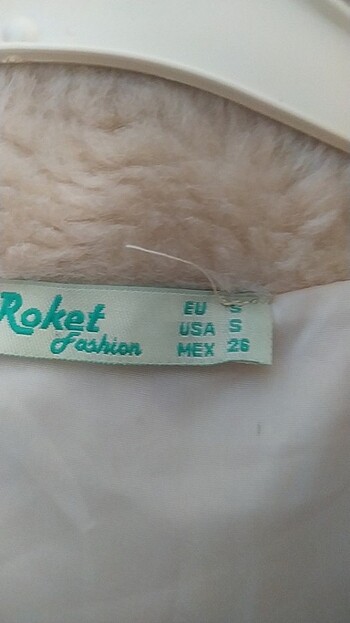 Roket
Fashion
EU S
USA S
MEX 26